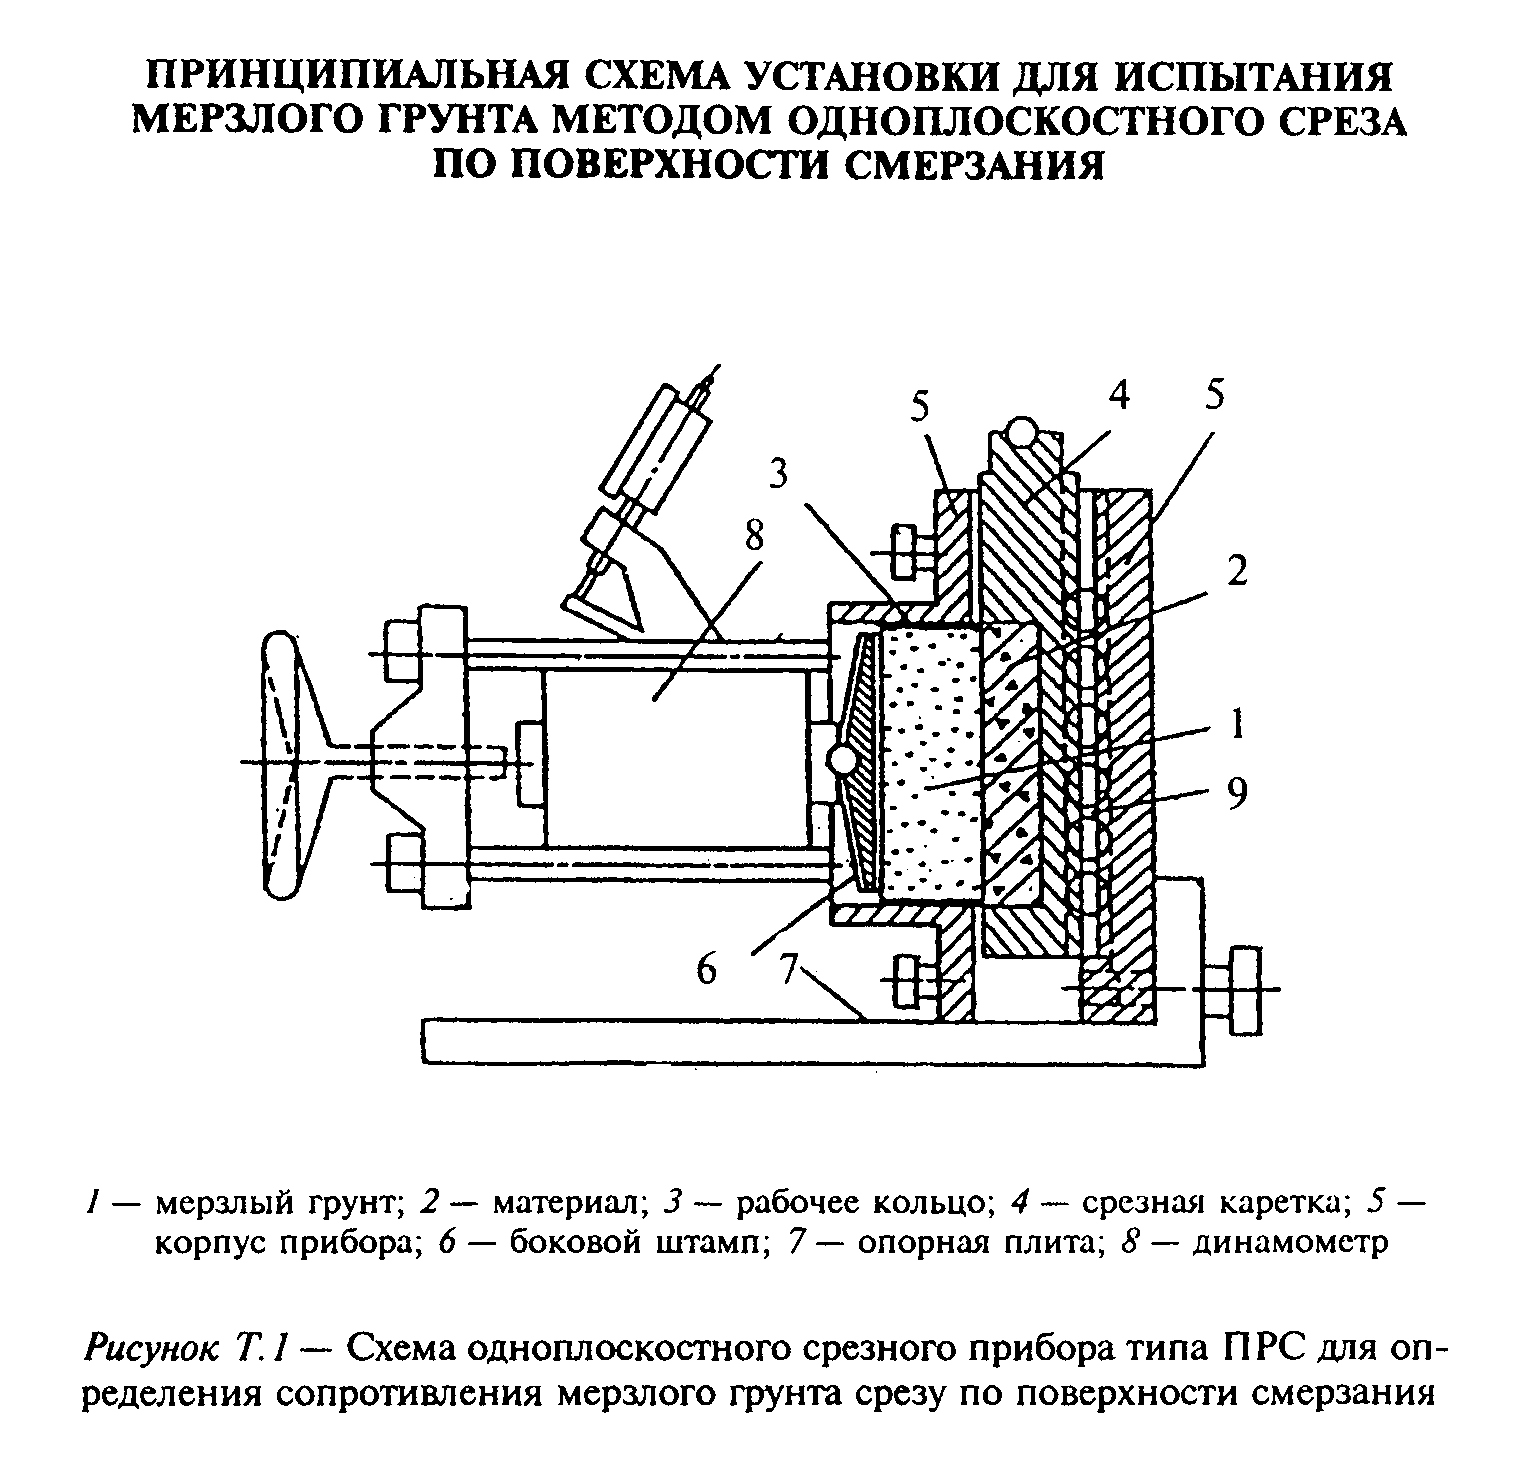 ПРИНЦИПИАЛЬНАЯ СХЕМА УСТАНОВКИ ДЛЯ ИСПЫТАНИЯ
МЕРЗЛОГО ГРУНТА МЕТОДОМ ОДНОПЛОСКОСТНОГО СРЕЗА
ПО ПОВЕРХНОСТИ СМЕРЗАНИЯ
5
4
5
3
8
2
1
9
6
7
1 — мерзлый грунт; 2 — материал; 3 — рабочее кольцо; 4 — срезная каретка; 5 —
корпус прибора; 6 — боковой штамп; 7 — опорная плита; 8 — динамометр
Рисунок Т.1 — Схема одноплоскостного срезного прибора типа ПРС для оп-
ределения сопротивления мерзлого грунта срезу по поверхности смерзания